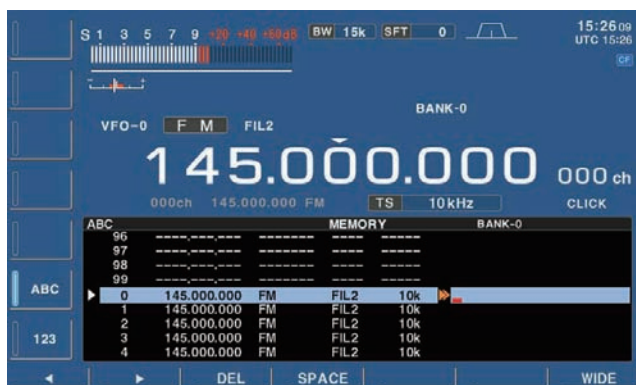 S 1 3 5 7 9 +20 +40 +60dB BW 15k SFT 0 15:26 09
UTC 15:26
CF
BANK-0
VFO-0 FM FIL2
145.000.000 000 ch
000ch 145.000.000 FM TS 10kHz CLICK
ABC MEMORY BANK-0
96 ----.---.--- ------- ---- -----
97 ----.---.--- ------- ---- -----
98 ----.---.--- ------- ---- -----
99 ----.---.--- ------- ---- -----
0 145.000.000 FM FIL2 10k
1 145.000.000 FM FIL2 10k
2 145.000.000 FM FIL2 10k
3 145.000.000 FM FIL2 10k
4 145.000.000 FM FIL2 10k
ABC
123
DEL SPACE WIDE